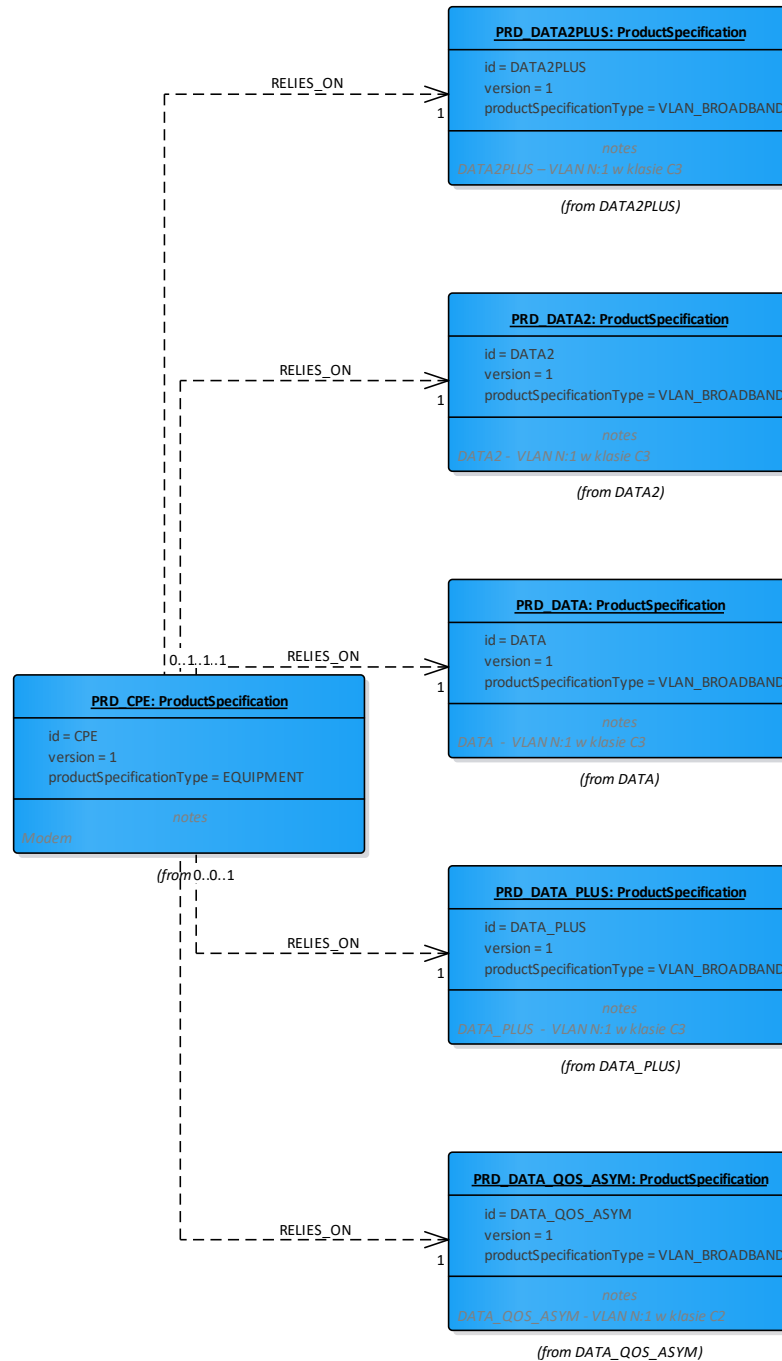 PRD_DATA2PLUS: ProductSpecification
id = DATA2PLUS
version = 1
productSpecificationType = VLAN_BROADBAND
notes
DATA2PLUS – VLAN N:1 w klasie C3
(from DATA2PLUS)
RELIES_ON
1
PRD_DATA2: ProductSpecification
id = DATA2
version = 1
productSpecificationType = VLAN_BROADBAND
notes
DATA2 - VLAN N:1 w klasie C3
(from DATA2)
RELIES_ON
1
PRD_DATA: ProductSpecification
id = DATA
version = 1
productSpecificationType = VLAN_BROADBAND
notes
DATA - VLAN N:1 w klasie C3
(from DATA)
0..1..1..1
RELIES_ON
1
PRD_CPE: ProductSpecification
id = CPE
version = 1
productSpecificationType = EQUIPMENT
notes
Modem
(from 0..0..1
PRD_DATA_PLUS: ProductSpecification
id = DATA_PLUS
version = 1
productSpecificationType = VLAN_BROADBAND
notes
DATA_PLUS - VLAN N:1 w klasie C3
(from DATA_PLUS)
RELIES_ON
1
PRD_DATA_QOS_ASYM: ProductSpecification
id = DATA_QOS_ASYM
version = 1
productSpecificationType = VLAN_BROADBAND
notes
DATA_QOS_ASYM - VLAN N:1 w klasie C2
(from DATA_QOS_ASYM)
RELIES_ON
1